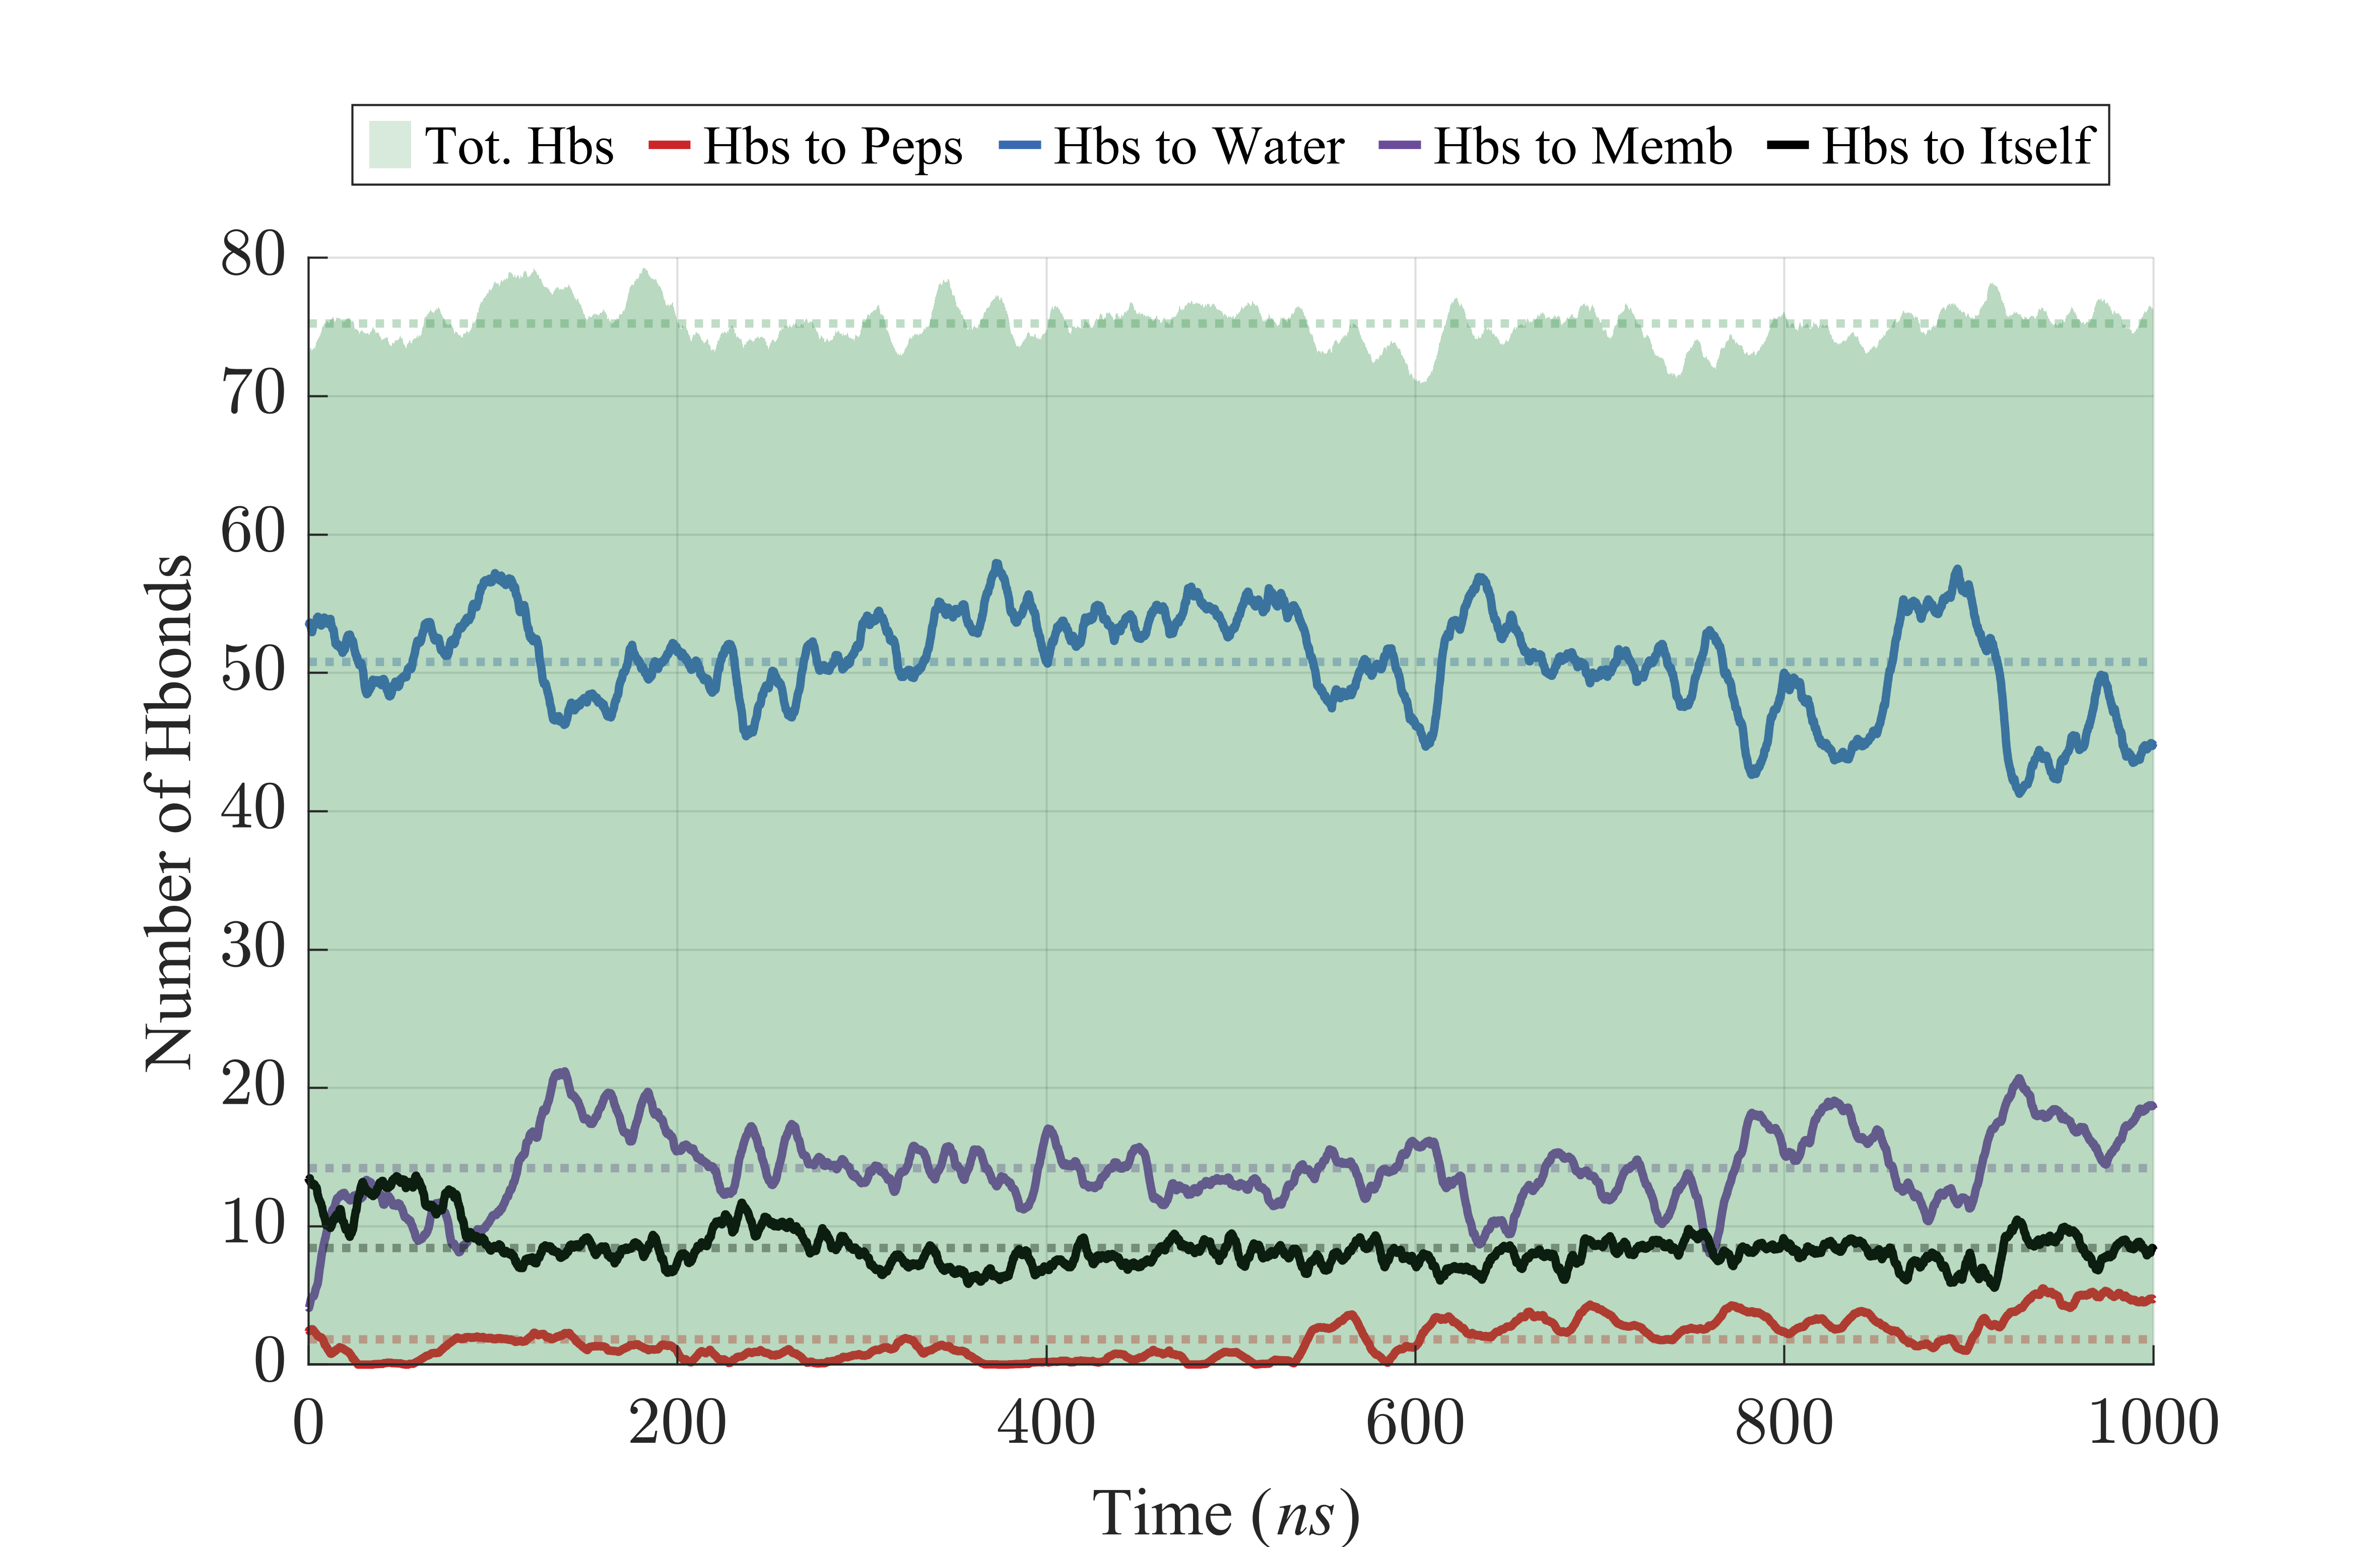 Tot. Hbs Hbs to Peps Hbs to Water Hbs to Memb Hbs to Itself
80
70
60
50
40
30
20
10
0
Number of Hbonds
0 200 400 600 800 1000
Time (ns)